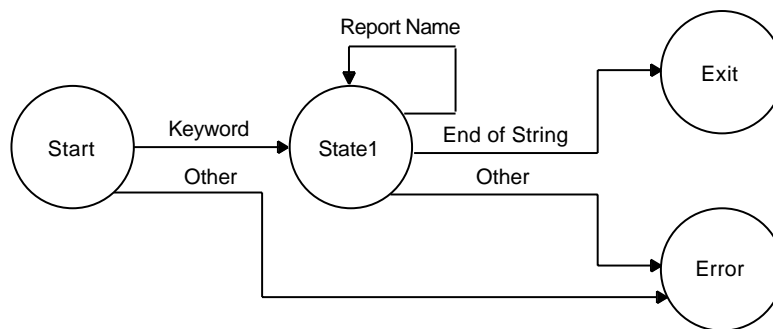 Report Name
Exit
Keyword
End of String
Start
State1
Other
Other
Error